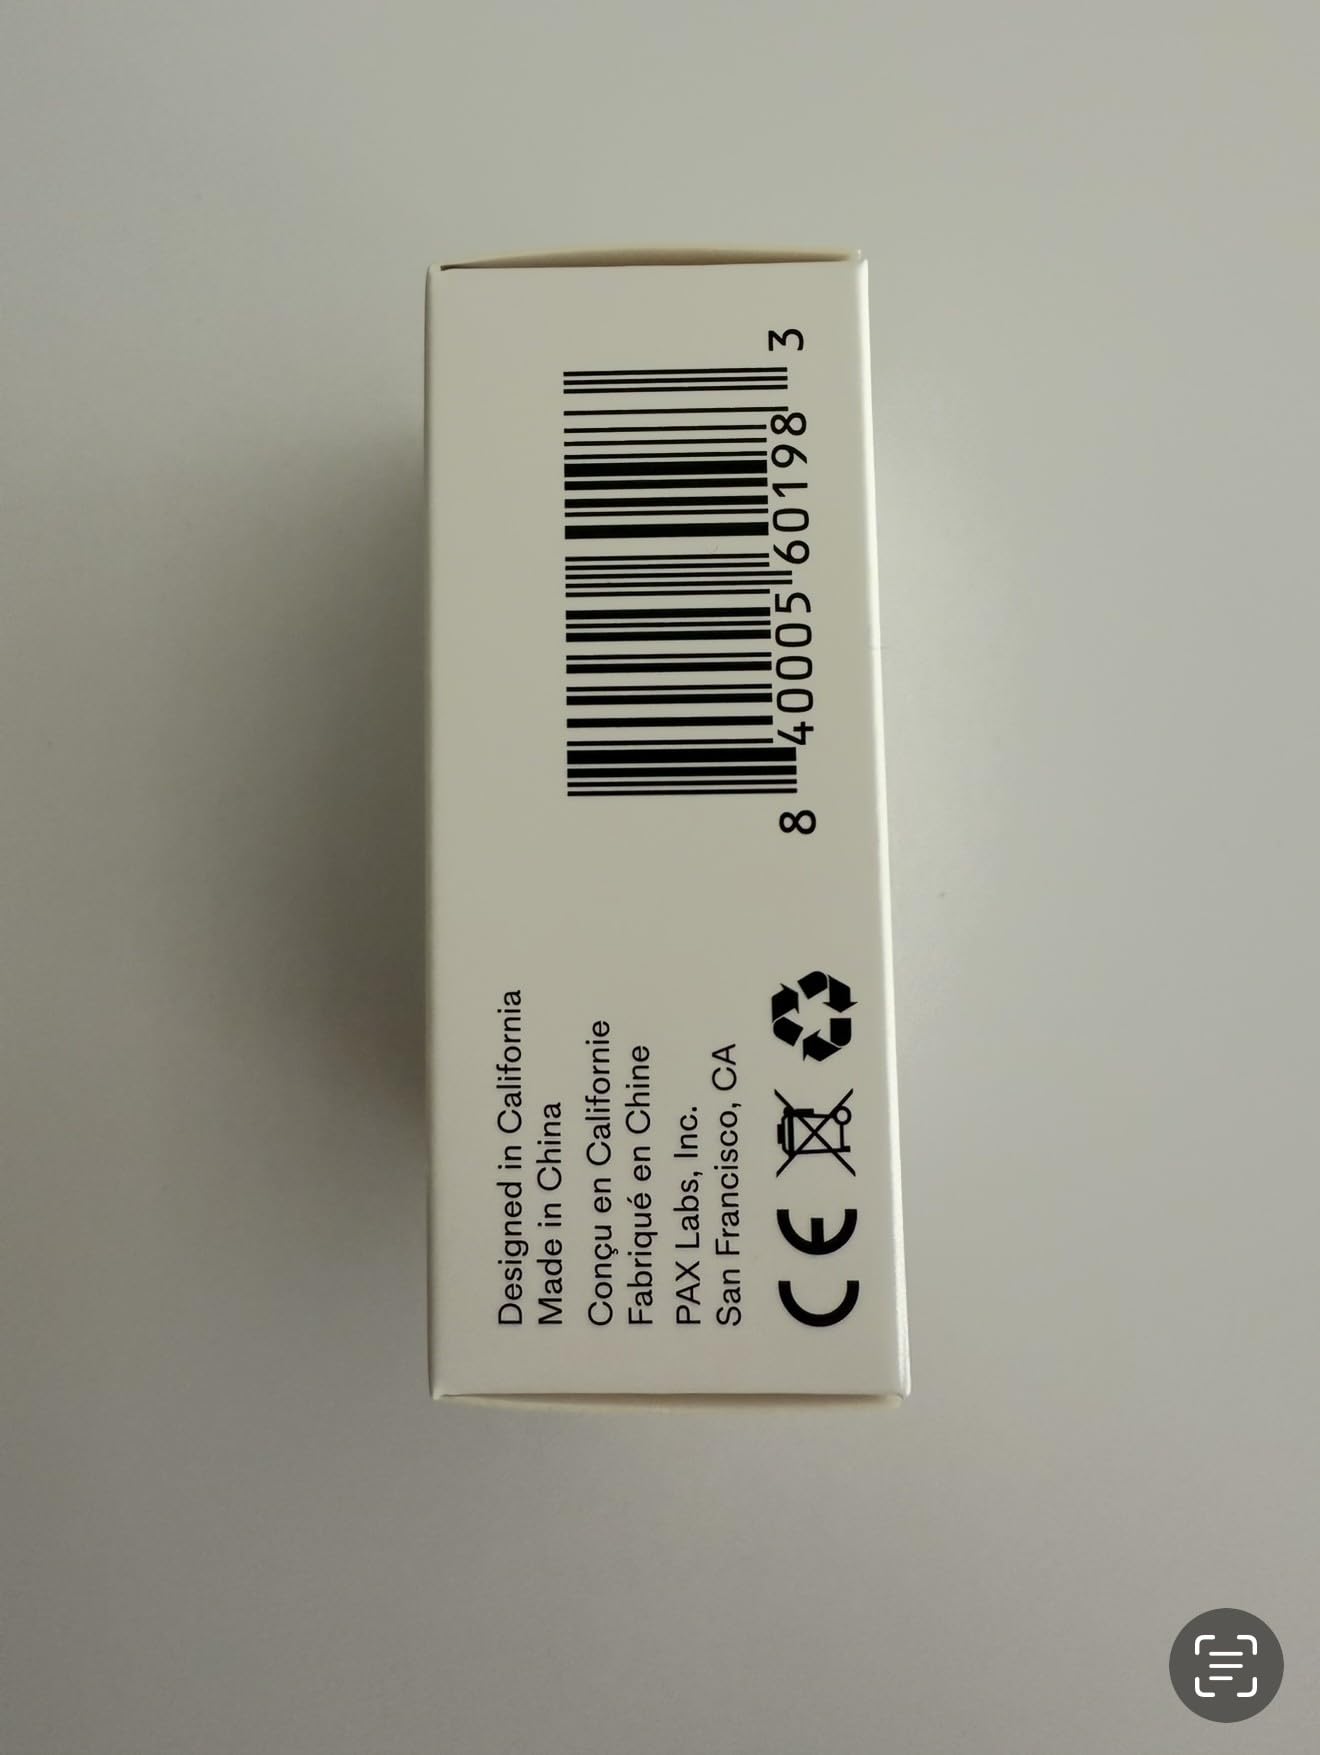 Designed in California
Made in China
Conçu en Californie
Fabriqué en Chine
PAX Labs, Inc.
San Francisco, CA
CE
8 40005 60198 3